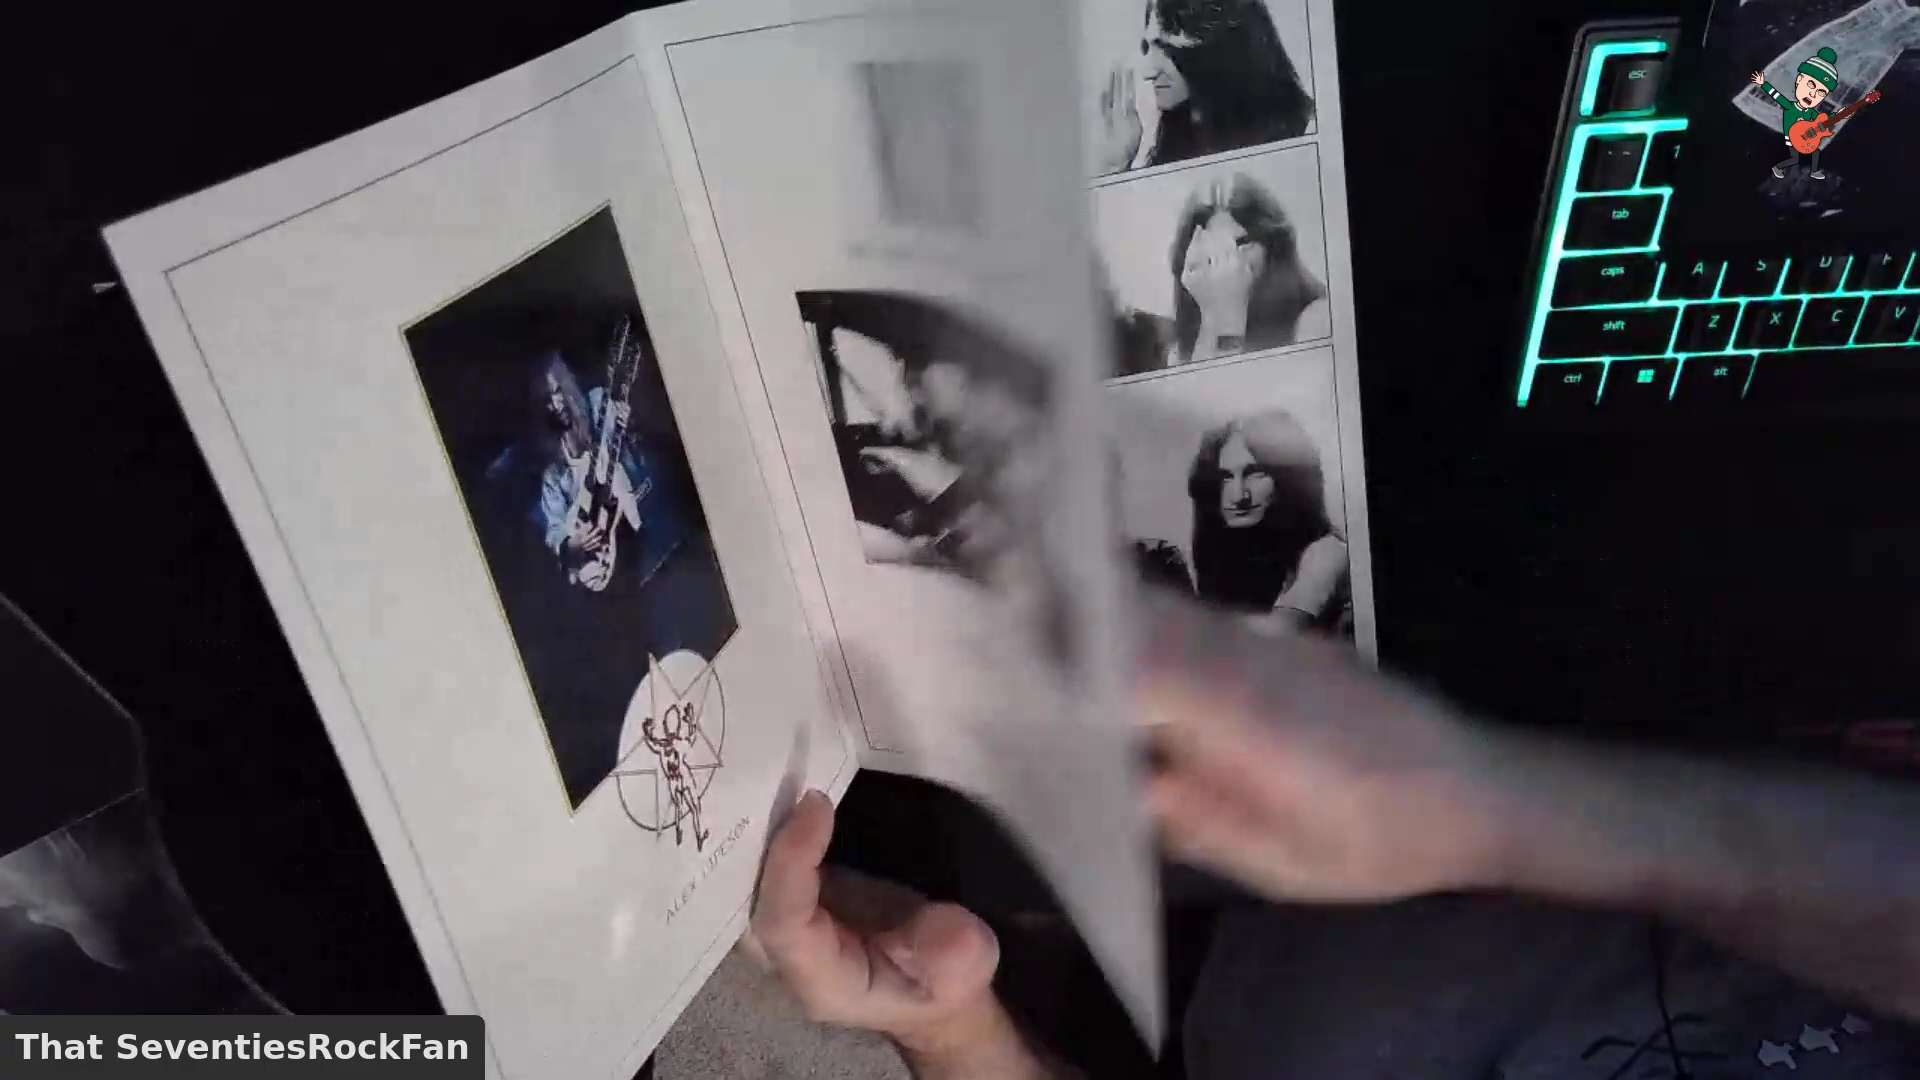 esc
1
tab
caps
A S D F
shift
Z X C V
ctrl
alt
ALEX LIFESON
That SeventiesRockFan